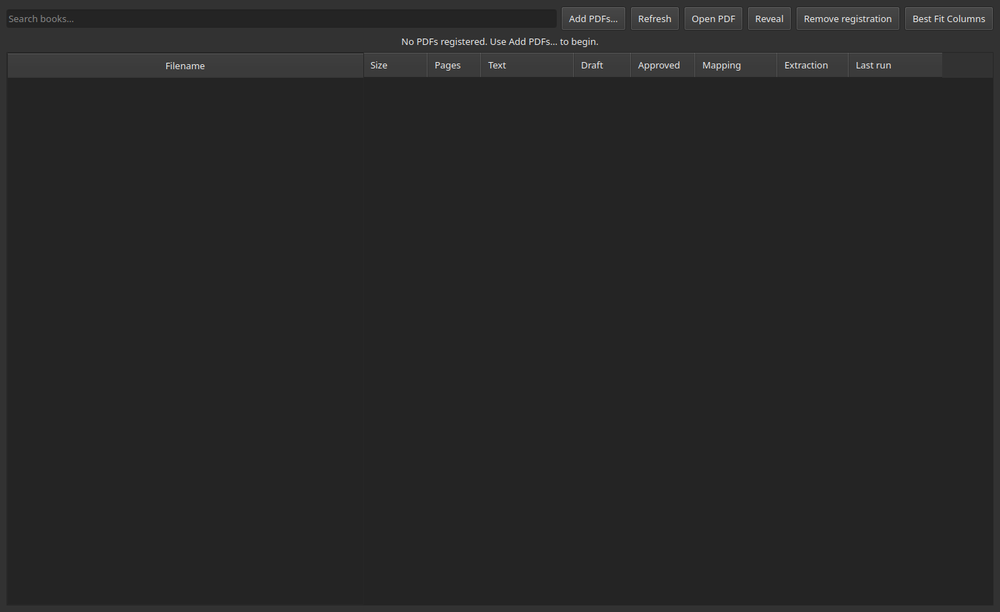 Search books... Add PDFs... Refresh Open PDF Reveal Remove registration Best Fit Columns
No PDFs registered. Use Add PDFs... to begin.
Filename Size Pages Text Draft Approved Mapping Extraction Last run